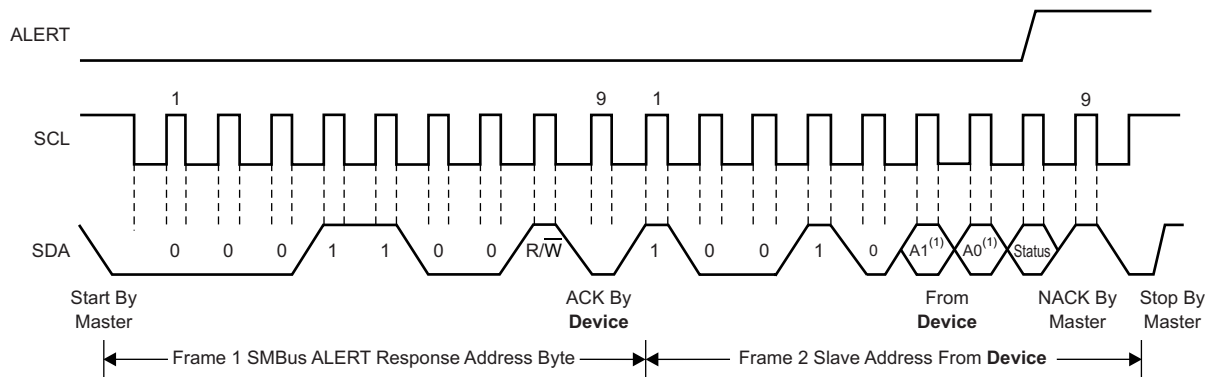 ALERT
1 9 1 9
SCL
SDA
0 0 0 1 1 0 0 R/W̅ 1 0 0 1 0 A1(1) A0(1) Status
Start By
Master
ACK By
Device
From
Device
NACK By
Master
Stop By
Master
Frame 1 SMBus ALERT Response Address Byte
Frame 2 Slave Address From Device